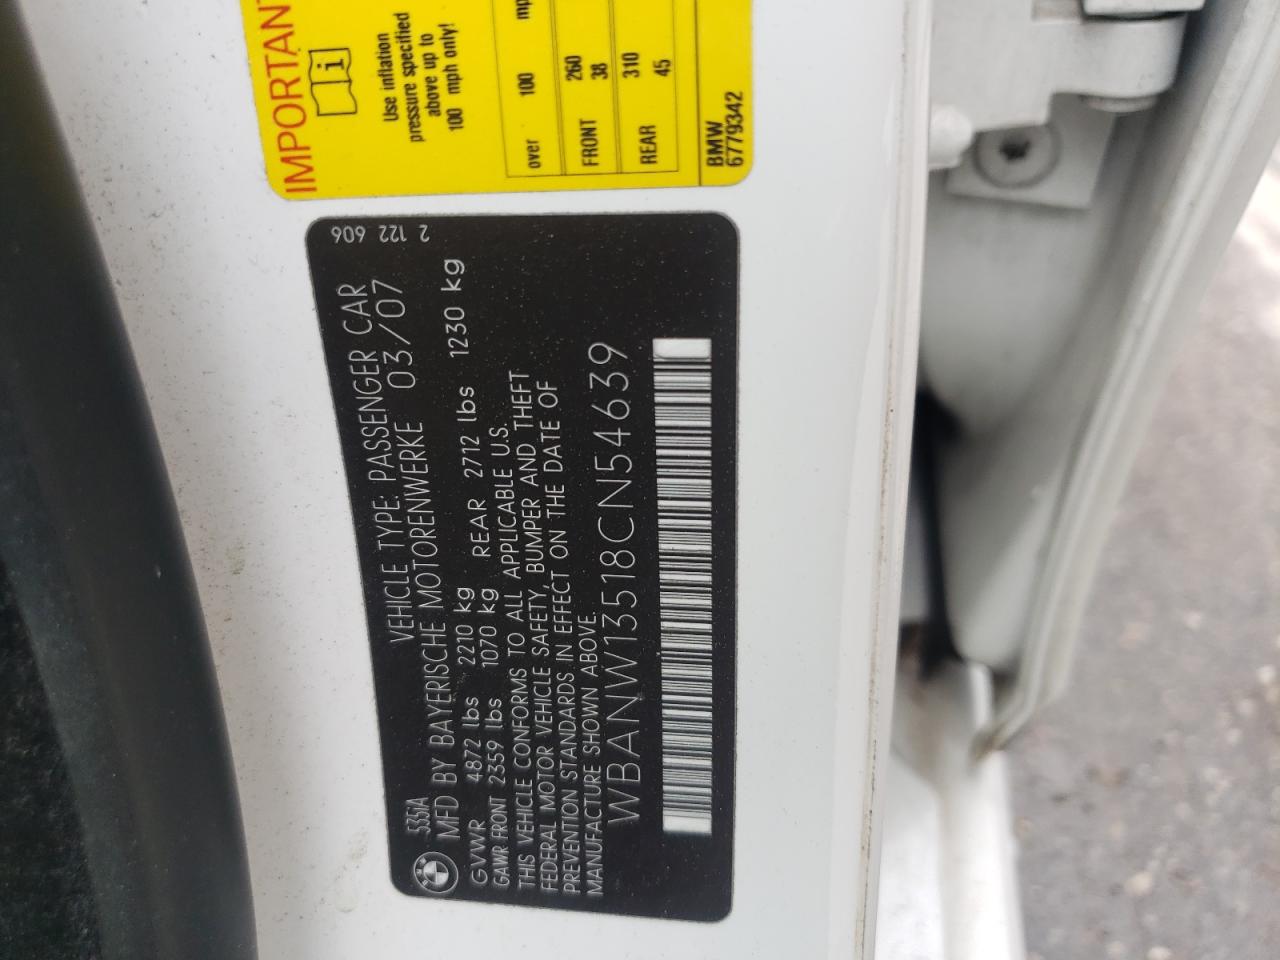 IMPORTAN
i
Use inflation
pressure specified
above up to
100 mph only!
over 100 mp
FRONT 260
38
REAR 310
45
BMW
6779342
2 122 606
535iA VEHICLE TYPE: PASSENGER CAR
MFD BY BAYERISCHE MOTORENWERKE 03/07
GVWR 4872 lbs 2210 kg
GAWR FRONT 2359 lbs 1070 kg REAR 2712 lbs 1230 kg
THIS VEHICLE CONFORMS TO ALL APPLICABLE U.S.
FEDERAL MOTOR VEHICLE SAFETY, BUMPER AND THEFT
PREVENTION STANDARDS IN EFFECT ON THE DATE OF
MANUFACTURE SHOWN ABOVE.
WBANW13518CN54639